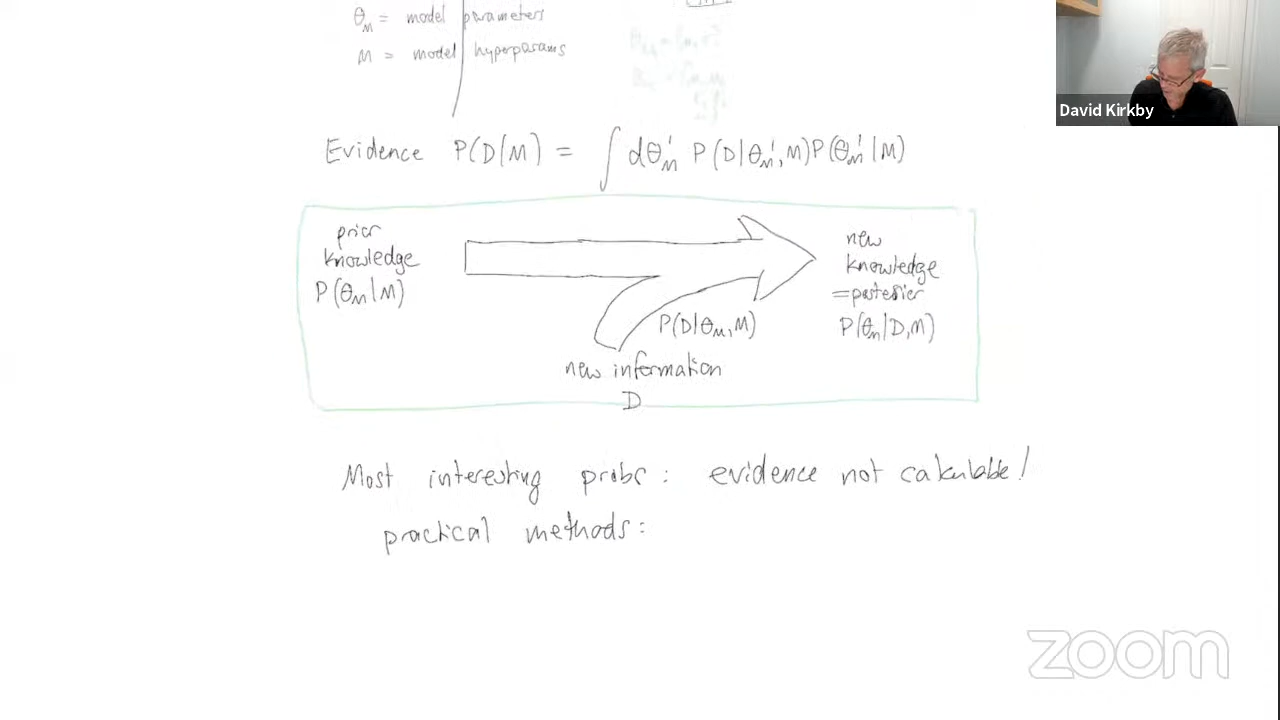 θ_M = model parameters
M = model hyperparams
David Kirkby
Evidence P(D|M) = ∫ dθ'_M P(D|θ'_M, M) P(θ'_M|M)
prior
knowledge
P(θ_M|M)
P(D|θ_M, M)
new information
D
new
knowledge
= posterior
P(θ_M|D,M)
Most interesting probs : evidence not calculable!
practical methods:
zoom